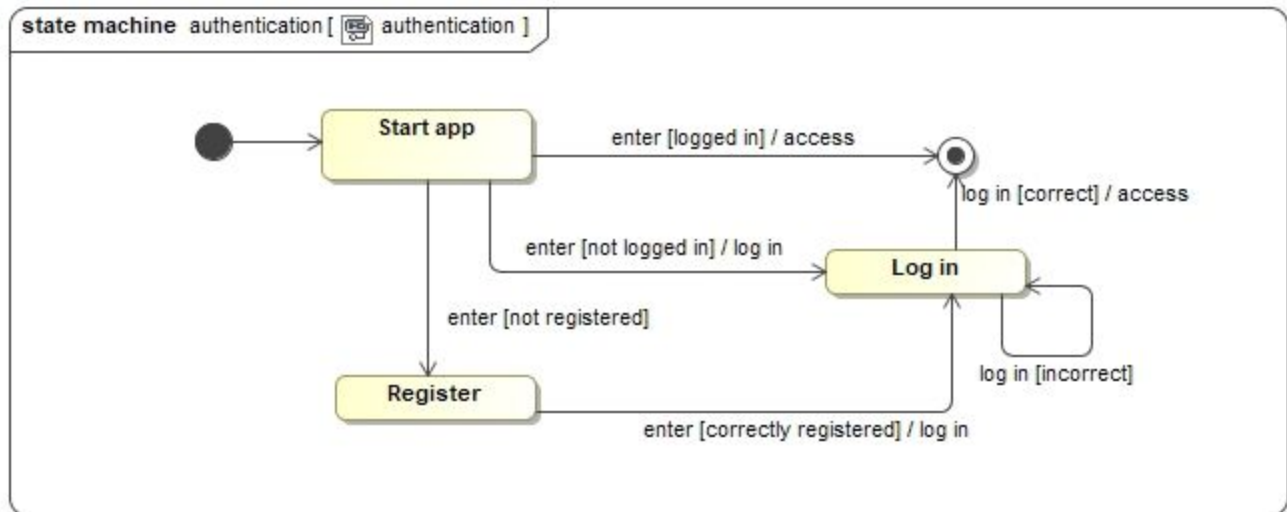 state machine authentication [ authentication ]
Start app
enter [logged in] / access
log in [correct] / access
enter [not logged in] / log in
Log in
enter [not registered]
log in [incorrect]
Register
enter [correctly registered] / log in